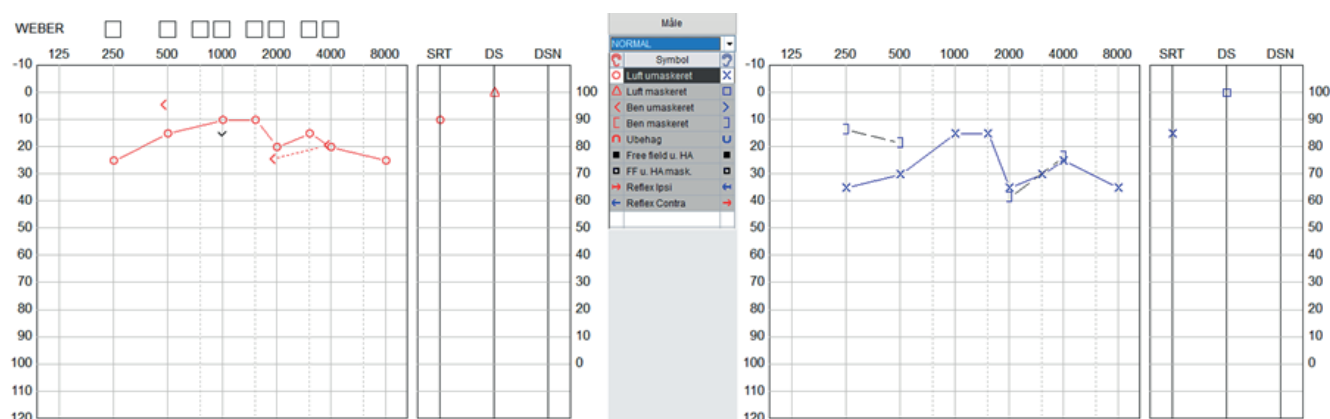 WEBER
125 250 500 1000 2000 4000 8000 SRT DS DSN
-10
0 100
10 90
20 80
30 70
40 60
50 50
60 40
70 30
80 20
90 10
100 0
110
120
Måle
NORMAL
Symbol
Luft umaskeret
Luft maskeret
Ben umaskeret
Ben maskeret
Ubehag
Free field u. HA
FF u. HA mask.
Reflex Ipsi
Reflex Contra
125 250 500 1000 2000 4000 8000 SRT DS DSN
-10
0 100
10 90
20 80
30 70
40 60
50 50
60 40
70 30
80 20
90 10
100 0
110
120